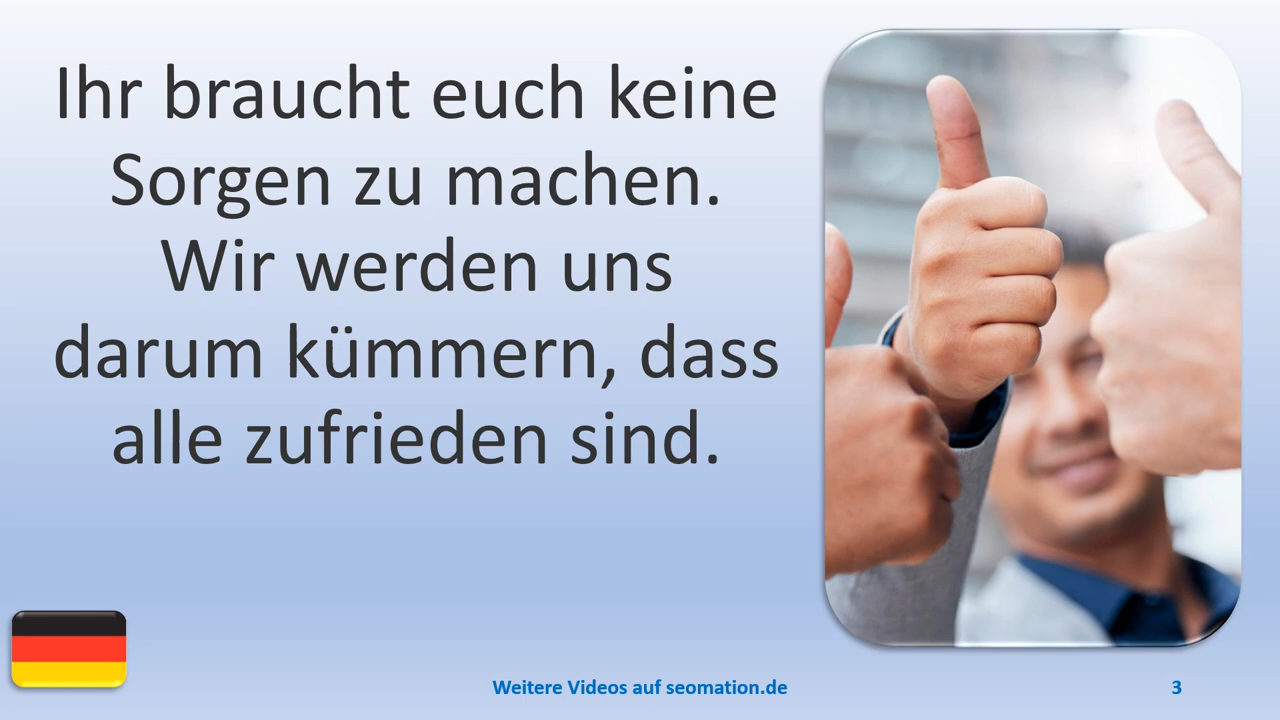 Ihr braucht euch keine
Sorgen zu machen.
Wir werden uns
darum kümmern, dass
alle zufrieden sind.
Weitere Videos auf seomation.de
3